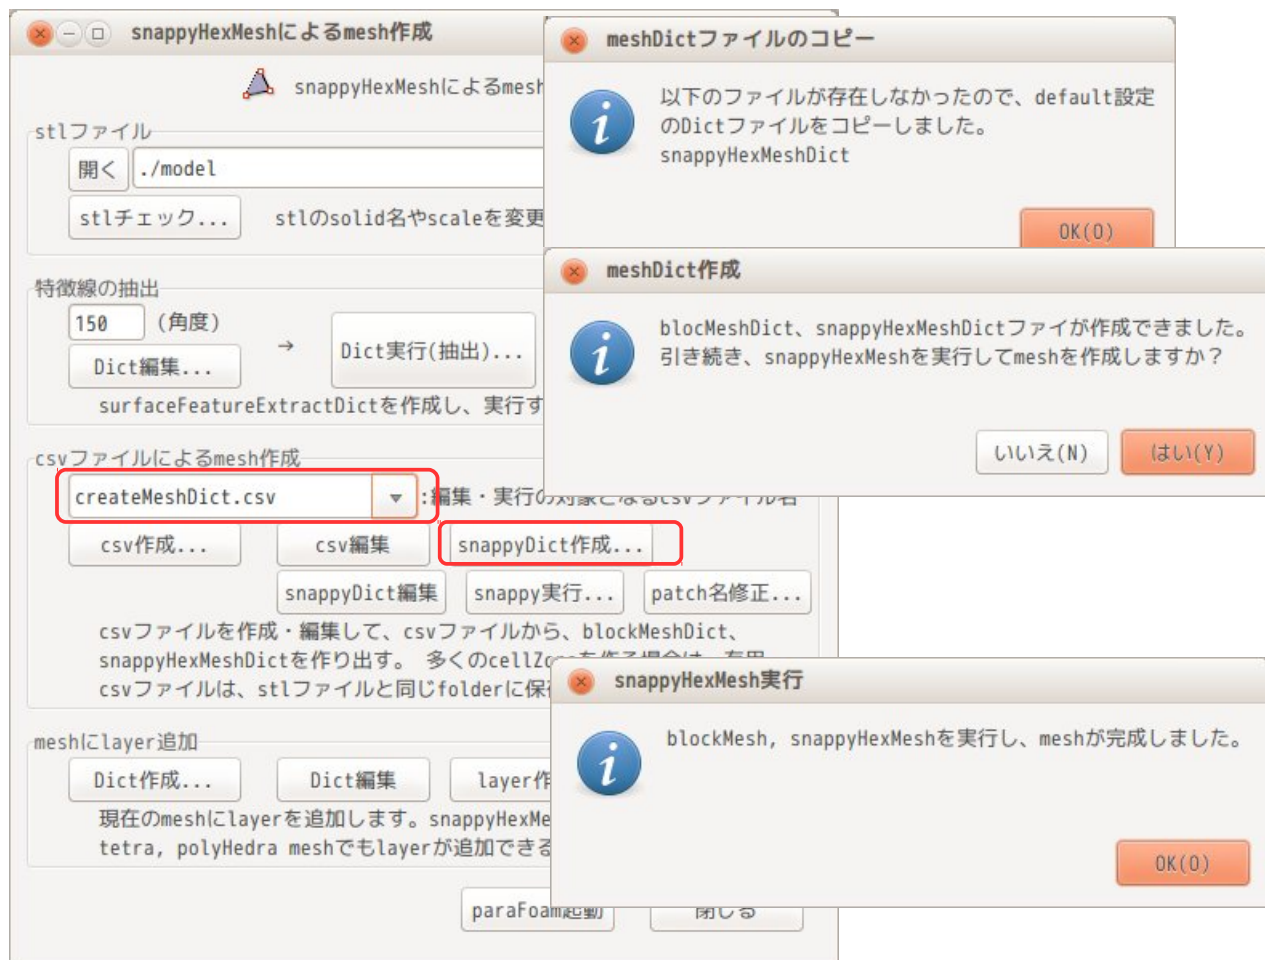 snappyHexMeshによるmesh作成
snappyHexMeshによるmesh
stlファイル
開く ./model
stlチェック... stlのsolid名やscaleを変更
特徴線の抽出
150 (角度)
→ Dict実行(抽出)...
Dict編集...
surfaceFeatureExtractDictを作成し、実行す
csvファイルによるmesh作成
createMeshDict.csv :編集・実行の対象となるcsvファイル名
csv作成... csv編集 snappyDict作成...
snappyDict編集 snappy実行... patch名修正...
csvファイルを作成・編集して、csvファイルから、blockMeshDict、
snappyHexMeshDictを作り出す。 多くのcellZoneを作る場合は、有用
csvファイルは、stlファイルと同じfolderに保存
meshにlayer追加
Dict作成... Dict編集 layer作
現在のmeshにlayerを追加します。snappyHexMe
tetra, polyHedra meshでもlayerが追加できる
paraFoam起動 閉じる
meshDictファイルのコピー
以下のファイルが存在しなかったので、default設定
のDictファイルをコピーしました。
snappyHexMeshDict
OK(O)
meshDict作成
blocMeshDict、snappyHexMeshDictファイが作成できました。
引き続き、snappyHexMeshを実行してmeshを作成しますか？
いいえ(N) はい(Y)
snappyHexMesh実行
blockMesh, snappyHexMeshを実行し、meshが完成しました。
OK(O)